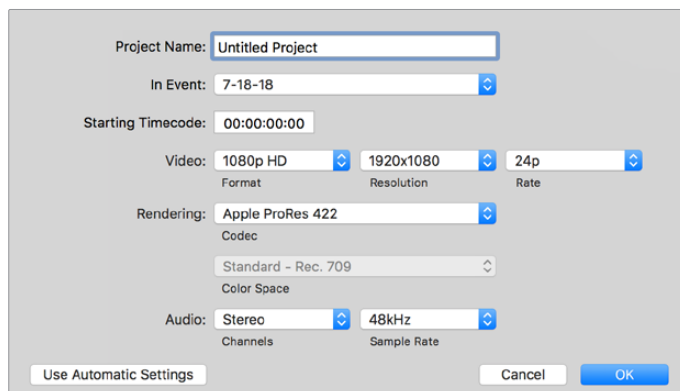 Project Name: Untitled Project
In Event: 7-18-18
Starting Timecode: 00:00:00:00
Video: 1080p HD 1920x1080 24p
Format Resolution Rate
Rendering: Apple ProRes 422
Codec
Standard - Rec. 709
Color Space
Audio: Stereo 48kHz
Channels Sample Rate
Use Automatic Settings Cancel OK